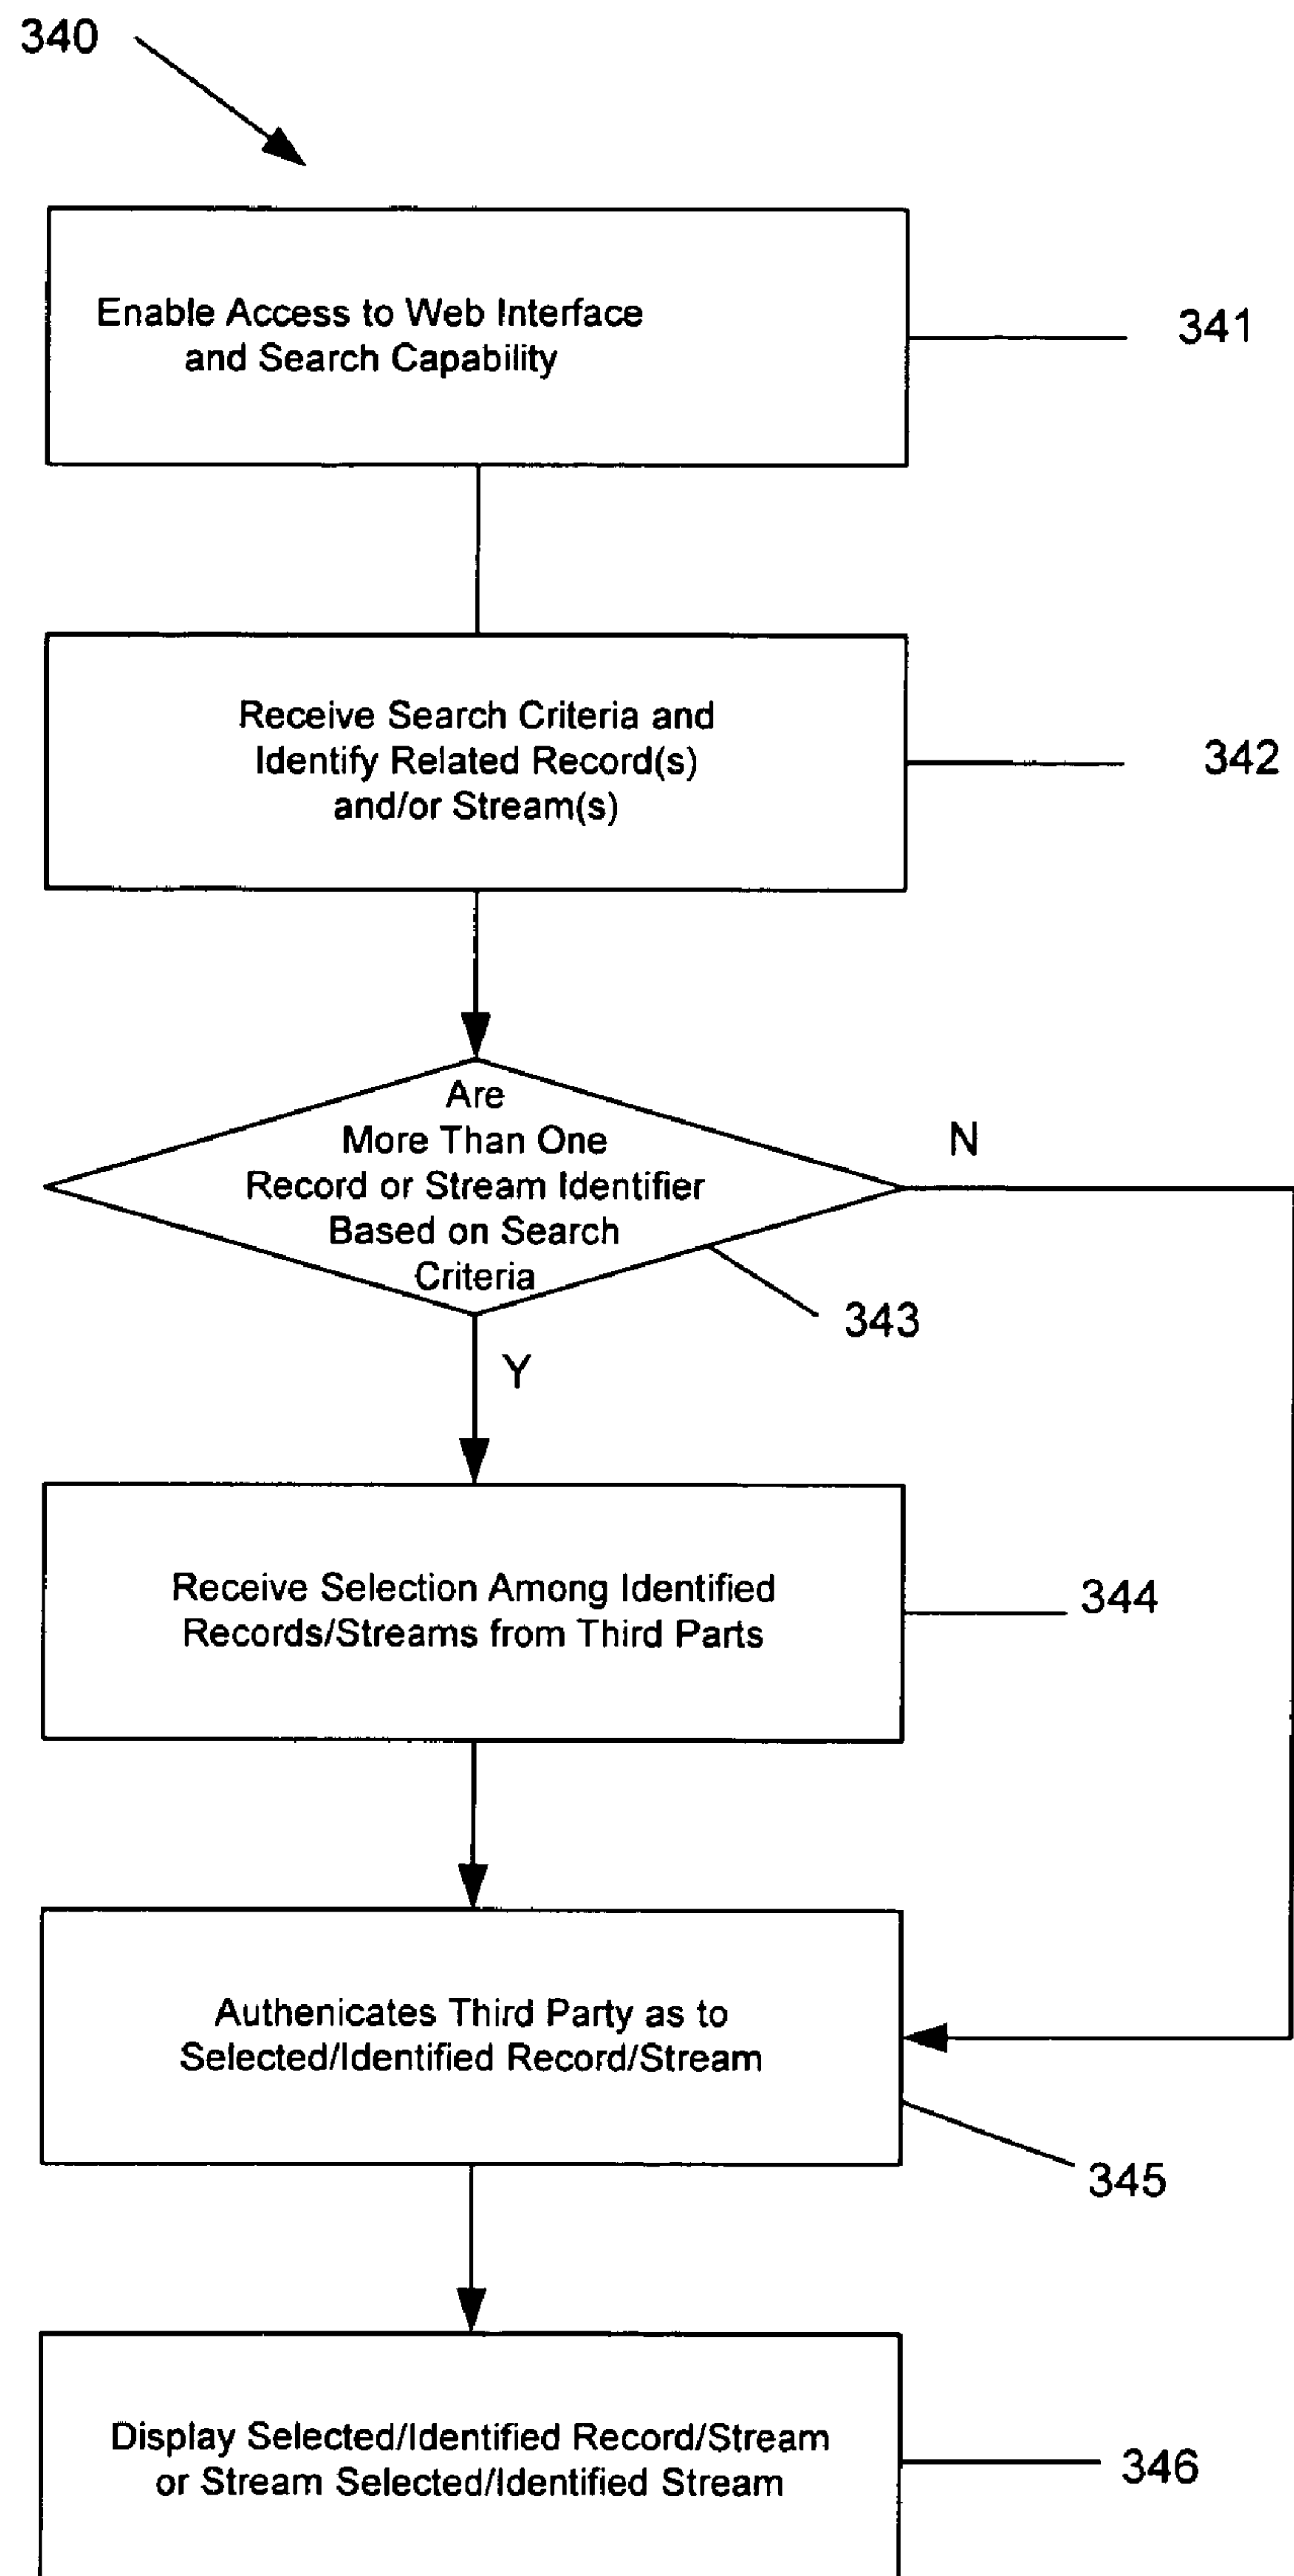 340
Enable Access to Web Interface
and Search Capability
341
Receive Search Criteria and
Identify Related Record(s)
and/or Stream(s)
342
Are
More Than One
Record or Stream Identifier
Based on Search
Criteria
N
343
Y
Receive Selection Among Identified
Records/Streams from Third Parts
344
Authenicates Third Party as to
Selected/Identified Record/Stream
345
Display Selected/Identified Record/Stream
or Stream Selected/Identified Stream
346